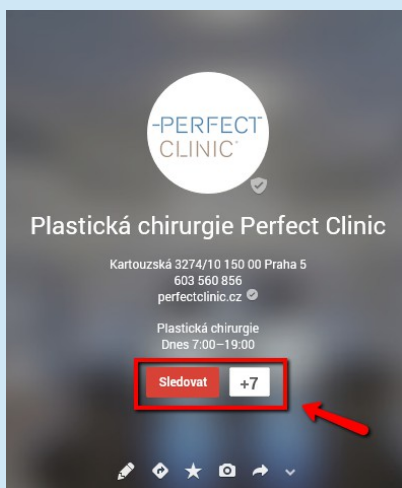 -PERFECT
CLINIC
Plastická chirurgie Perfect Clinic
Kartouzská 3274/10 150 00 Praha 5
603 560 856
perfectclinic.cz
Plastická chirurgie
Dnes 7:00–19:00
Sledovat +7